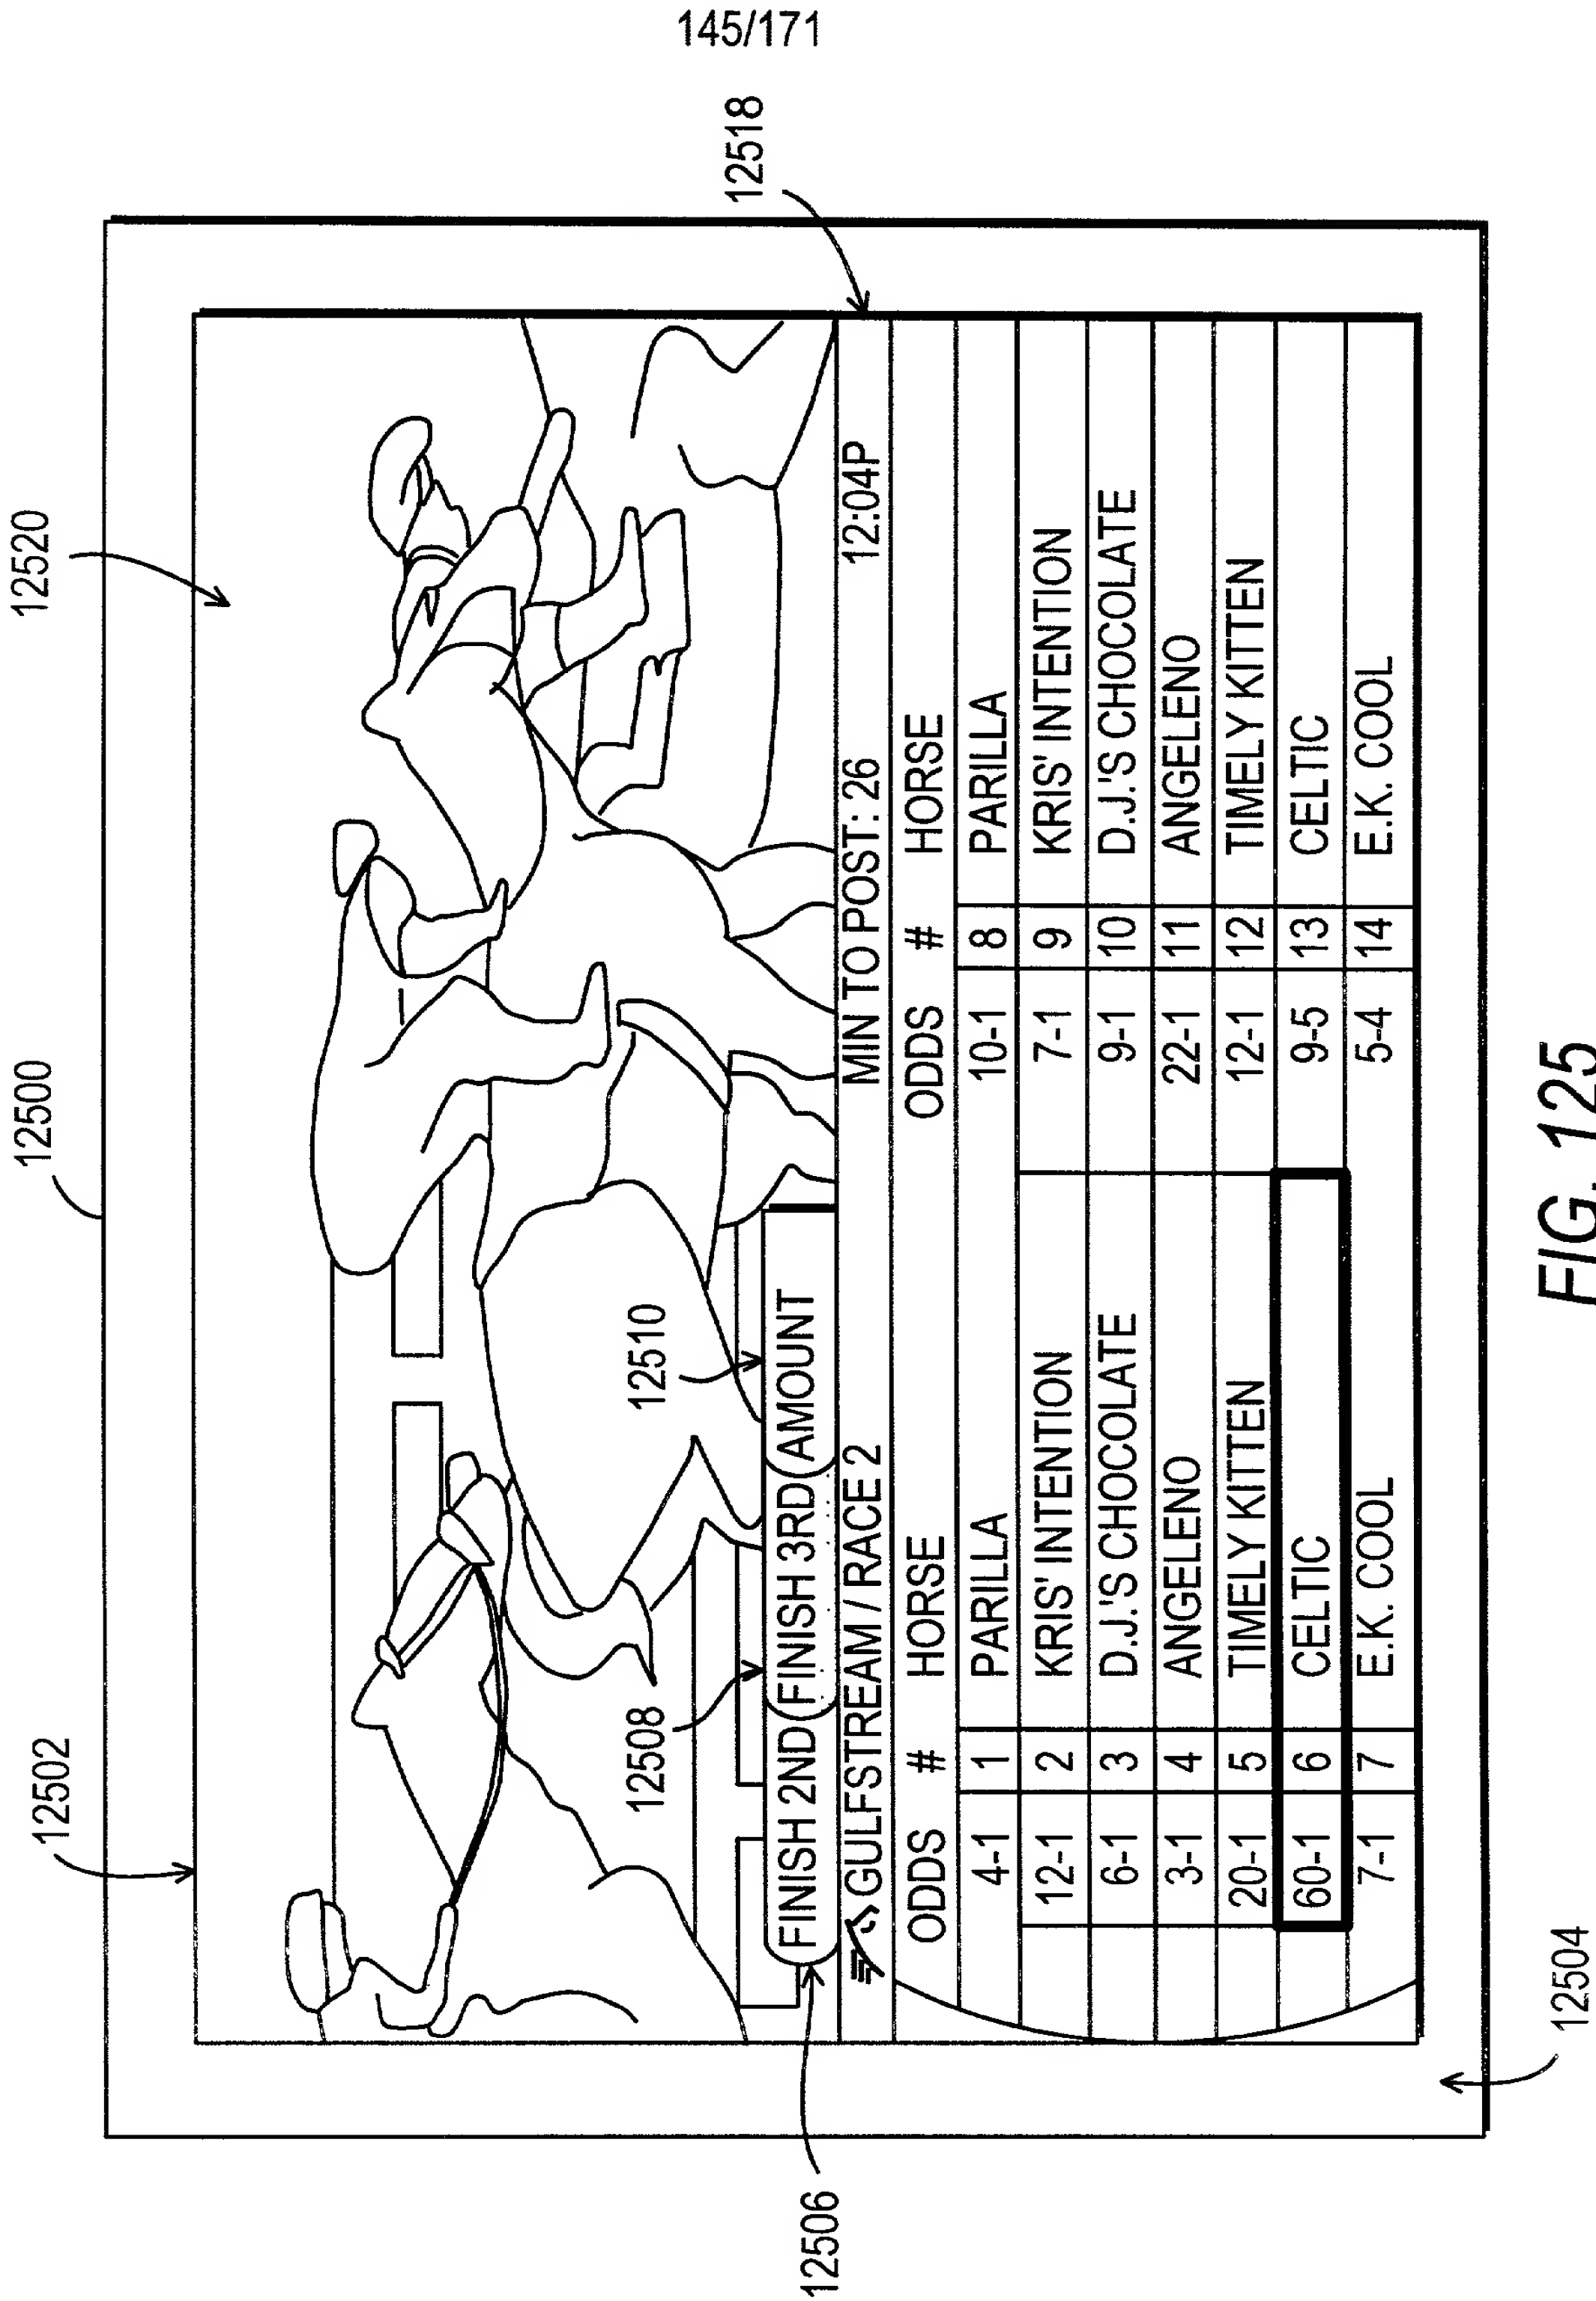 145/171
12500
12502
12520
12518
12510
12508
12506
12504
FINISH 2ND FINISH 3RD AMOUNT
GULFSTREAM / RACE 2 MIN TO POST: 26 12:04P
ODDS # HORSE ODDS # HORSE
4-1 1 PARILLA 10-1 8 PARILLA
12-1 2 KRIS' INTENTION 7-1 9 KRIS' INTENTION
6-1 3 D.J.'S CHOCOLATE 9-1 10 D.J.'S CHOCOLATE
3-1 4 ANGELENO 22-1 11 ANGELENO
20-1 5 TIMELY KITTEN 12-1 12 TIMELY KITTEN
60-1 6 CELTIC 9-5 13 CELTIC
7-1 7 E.K. COOL 5-4 14 E.K. COOL
FIG. 125